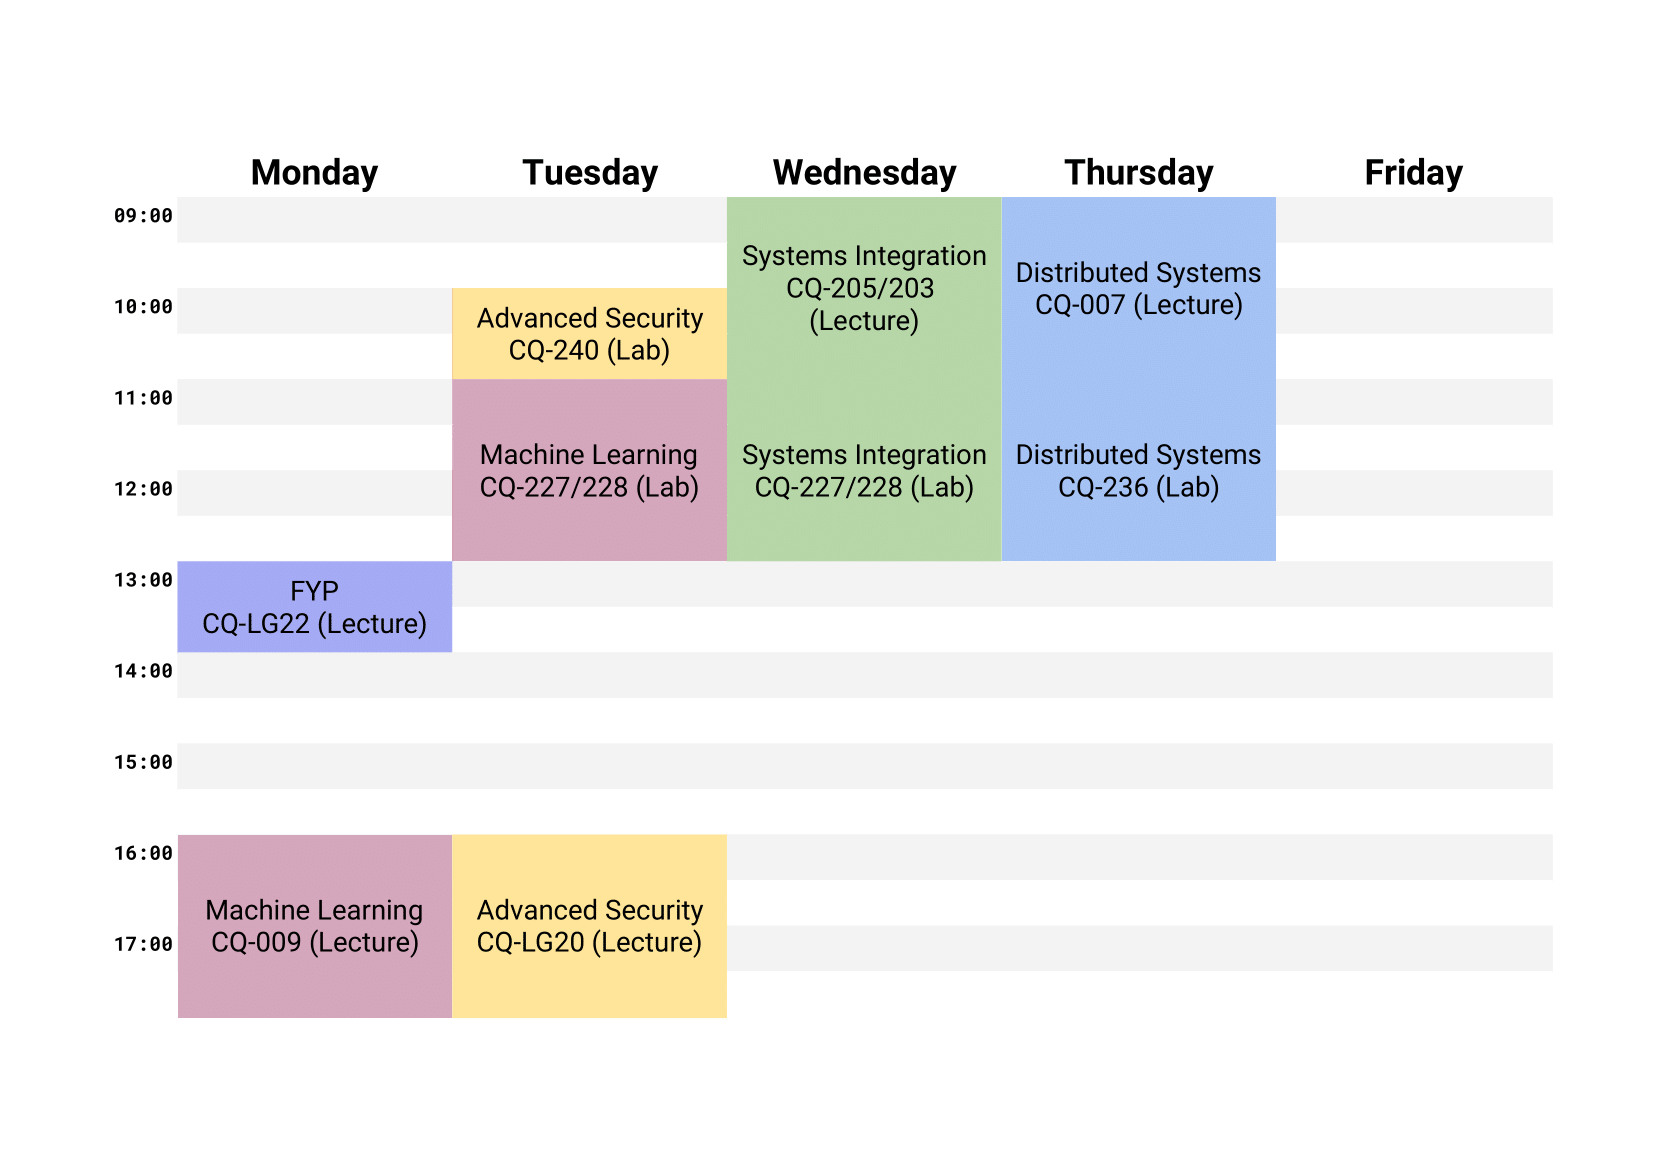 Monday
Tuesday
Wednesday
Thursday
Friday
09:00
Systems Integration
CQ-205/203
(Lecture)
Distributed Systems
CQ-007 (Lecture)
10:00
Advanced Security
CQ-240 (Lab)
11:00
Machine Learning
CQ-227/228 (Lab)
Systems Integration
CQ-227/228 (Lab)
Distributed Systems
CQ-236 (Lab)
12:00
13:00
FYP
CQ-LG22 (Lecture)
14:00
15:00
16:00
Machine Learning
CQ-009 (Lecture)
Advanced Security
CQ-LG20 (Lecture)
17:00